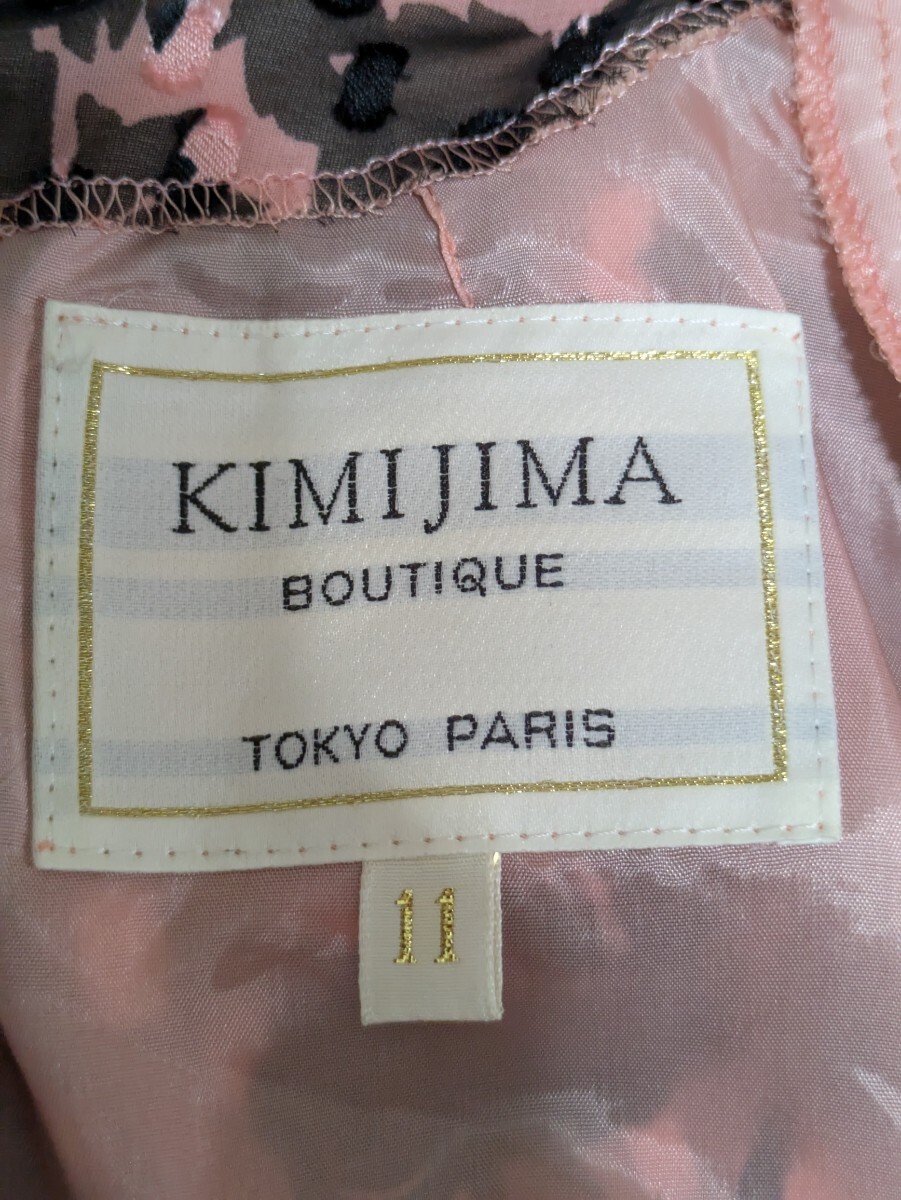 KIMIJIMA
BOUTIQUE
TOKYO PARIS
11